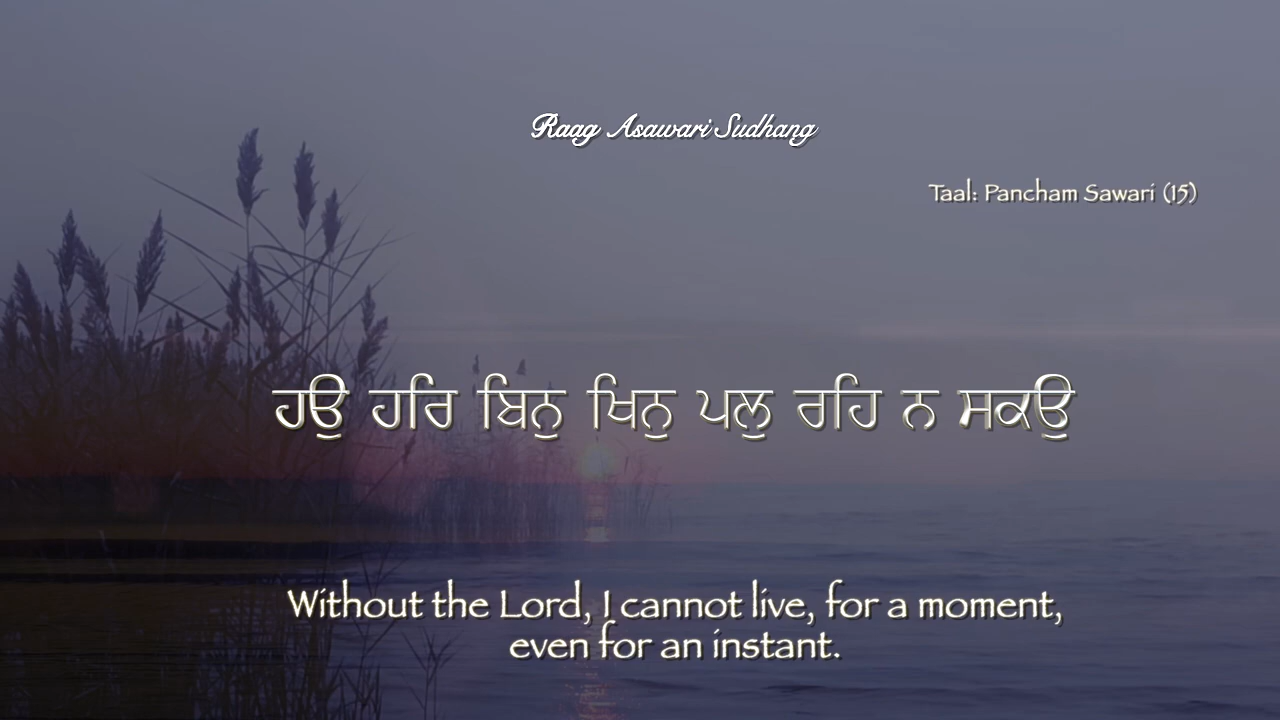 Raag Asawari Sudhang
Taal: Pancham Sawari (15)
ਹਉ ਹਰਿ ਬਿਨੁ ਖਿਨੁ ਪਲੁ ਰਹਿ ਨ ਸਕਉ
Without the Lord, I cannot live, for a moment,
even for an instant.